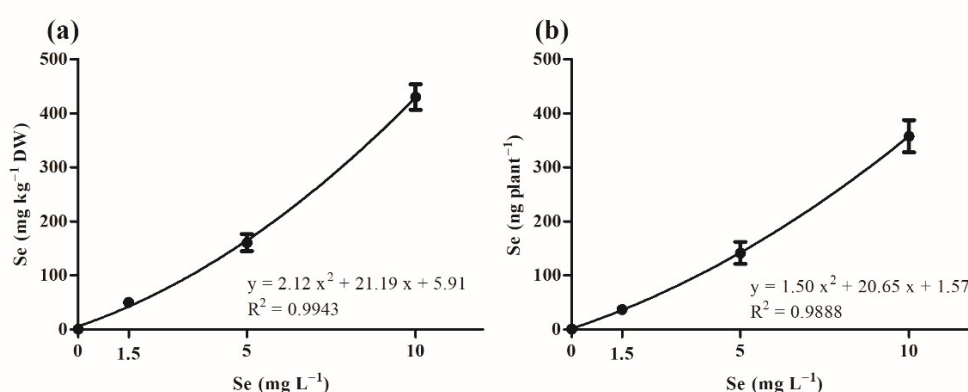 (a)
500
400
300
200
100
0
Se (mg kg⁻¹ DW)
y = 2.12 x² + 21.19 x + 5.91
R² = 0.9943
0 1.5 5 10
Se (mg L⁻¹)
(b)
500
400
300
200
100
0
Se (ng plant⁻¹)
y = 1.50 x² + 20.65 x + 1.57
R² = 0.9888
0 1.5 5 10
Se (mg L⁻¹)